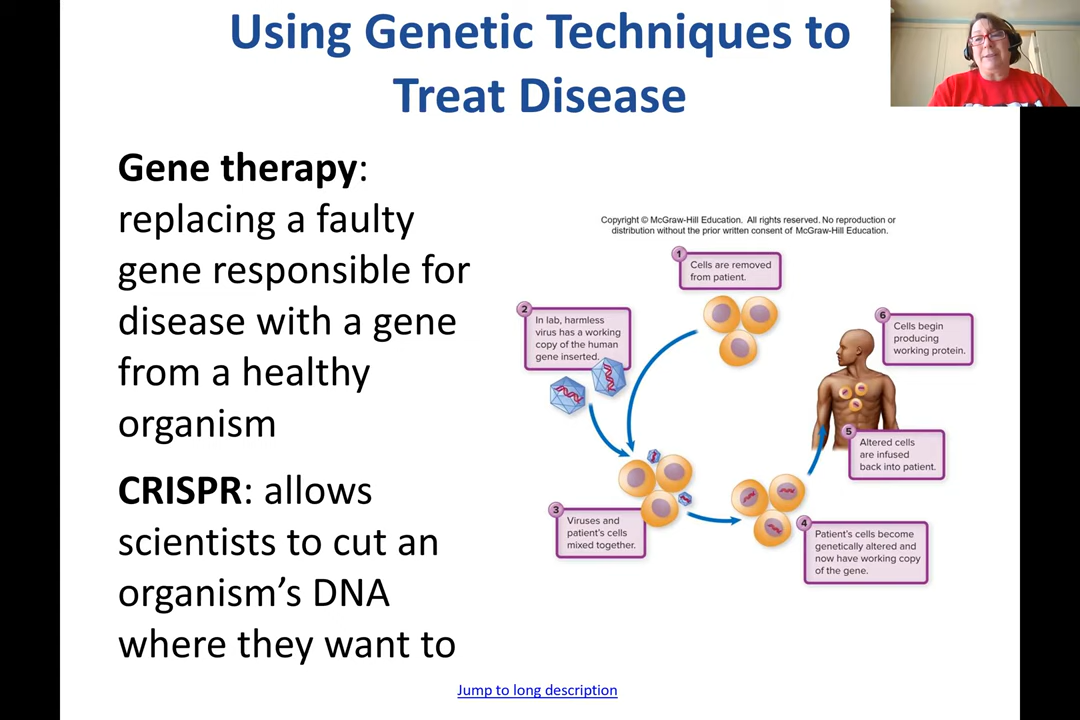 Using Genetic Techniques to
Treat Disease
Gene therapy:
replacing a faulty
gene responsible for
disease with a gene
from a healthy
organism
CRISPR: allows
scientists to cut an
organism’s DNA
where they want to
Copyright © McGraw-Hill Education. All rights reserved. No reproduction or
distribution without the prior written consent of McGraw-Hill Education.
1
Cells are removed
from patient.
2
In lab, harmless
virus has a working
copy of the human
gene inserted.
3
Viruses and
patient’s cells
mixed together.
4
Patient’s cells become
genetically altered and
now have working copy
of the gene.
5
Altered cells
are infused
back into patient.
6
Cells begin
producing
working protein.
Jump to long description